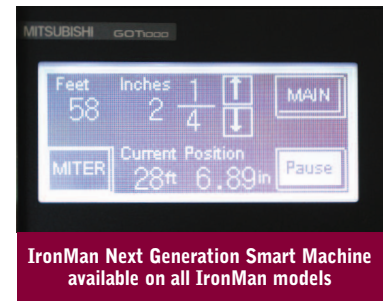 MITSUBISHI GOT1000
Feet Inches 1 ↑ MAIN
58 2 4 ↓
Current Position
MITER 28ft 6.89in Pause
IronMan Next Generation Smart Machine
available on all IronMan models